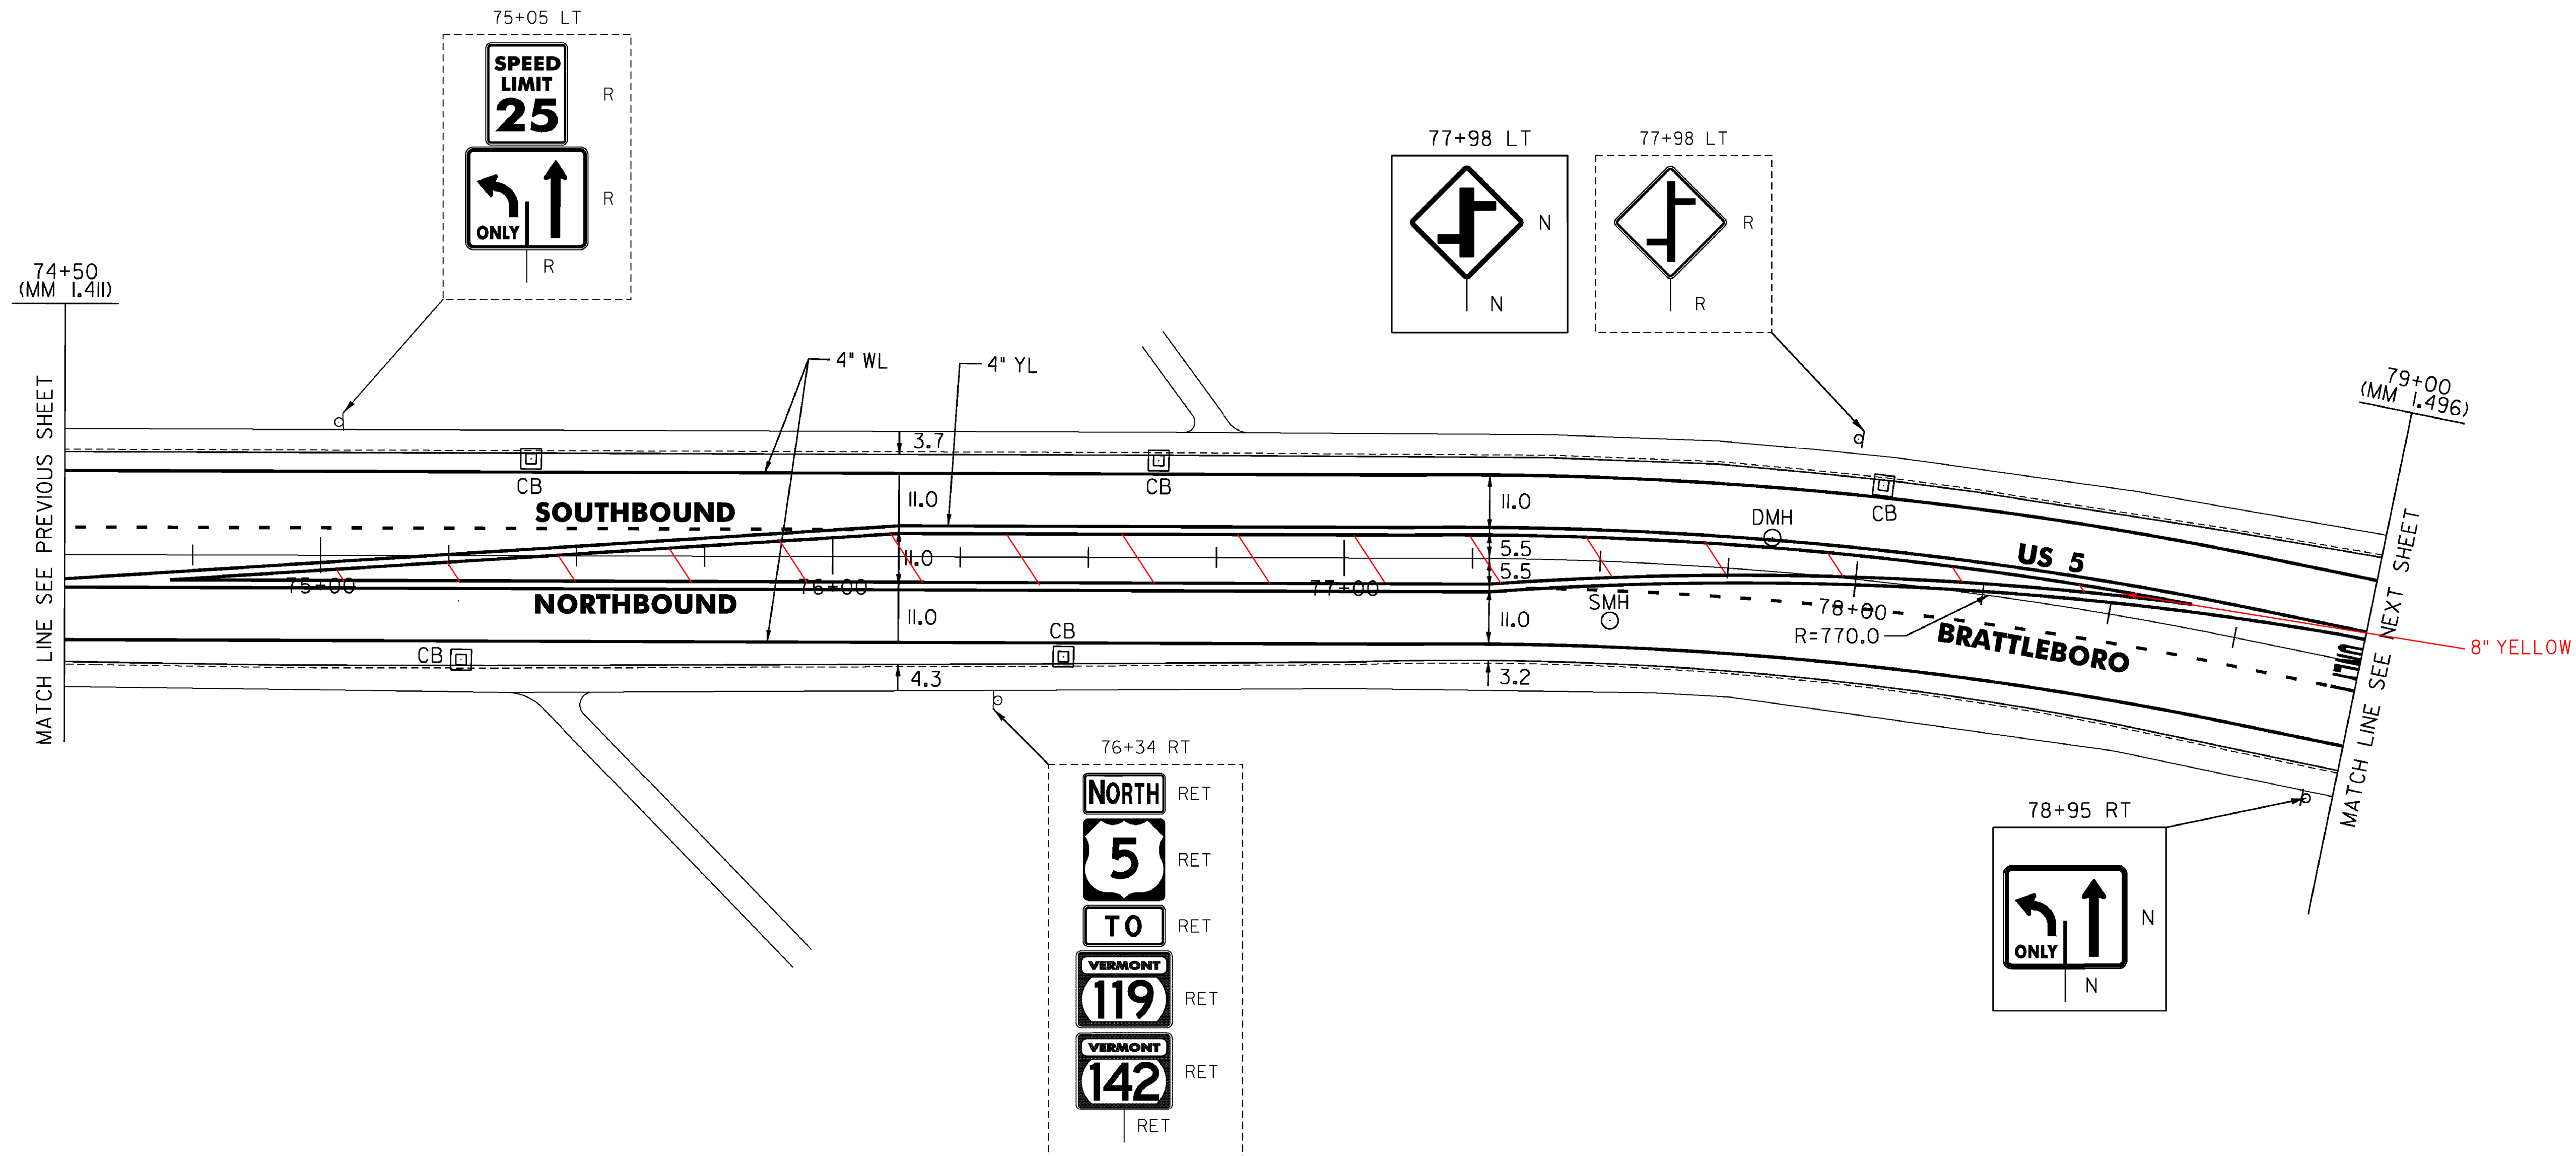 75+05 LT
SPEED
LIMIT
25
R
ONLY
R
R
77+98 LT
N
N
77+98 LT
R
R
74+50
(MM 1.411)
MATCH LINE SEE PREVIOUS SHEET
4" WL
4" YL
79+00
(MM 1.496)
MATCH LINE SEE NEXT SHEET
3.7
CB
CB
CB
SOUTHBOUND
11.0
11.0
DMH
US 5
11.0
5.5
5.5
75+00
76+00
77+00
78+00
NORTHBOUND
11.0
11.0
SMH
R=770.0
BRATTLEBORO
8" YELLOW
CB
CB
4.3
3.2
76+34 RT
NORTH
RET
5
RET
TO
RET
VERMONT
119
RET
VERMONT
142
RET
RET
78+95 RT
ONLY
N
N